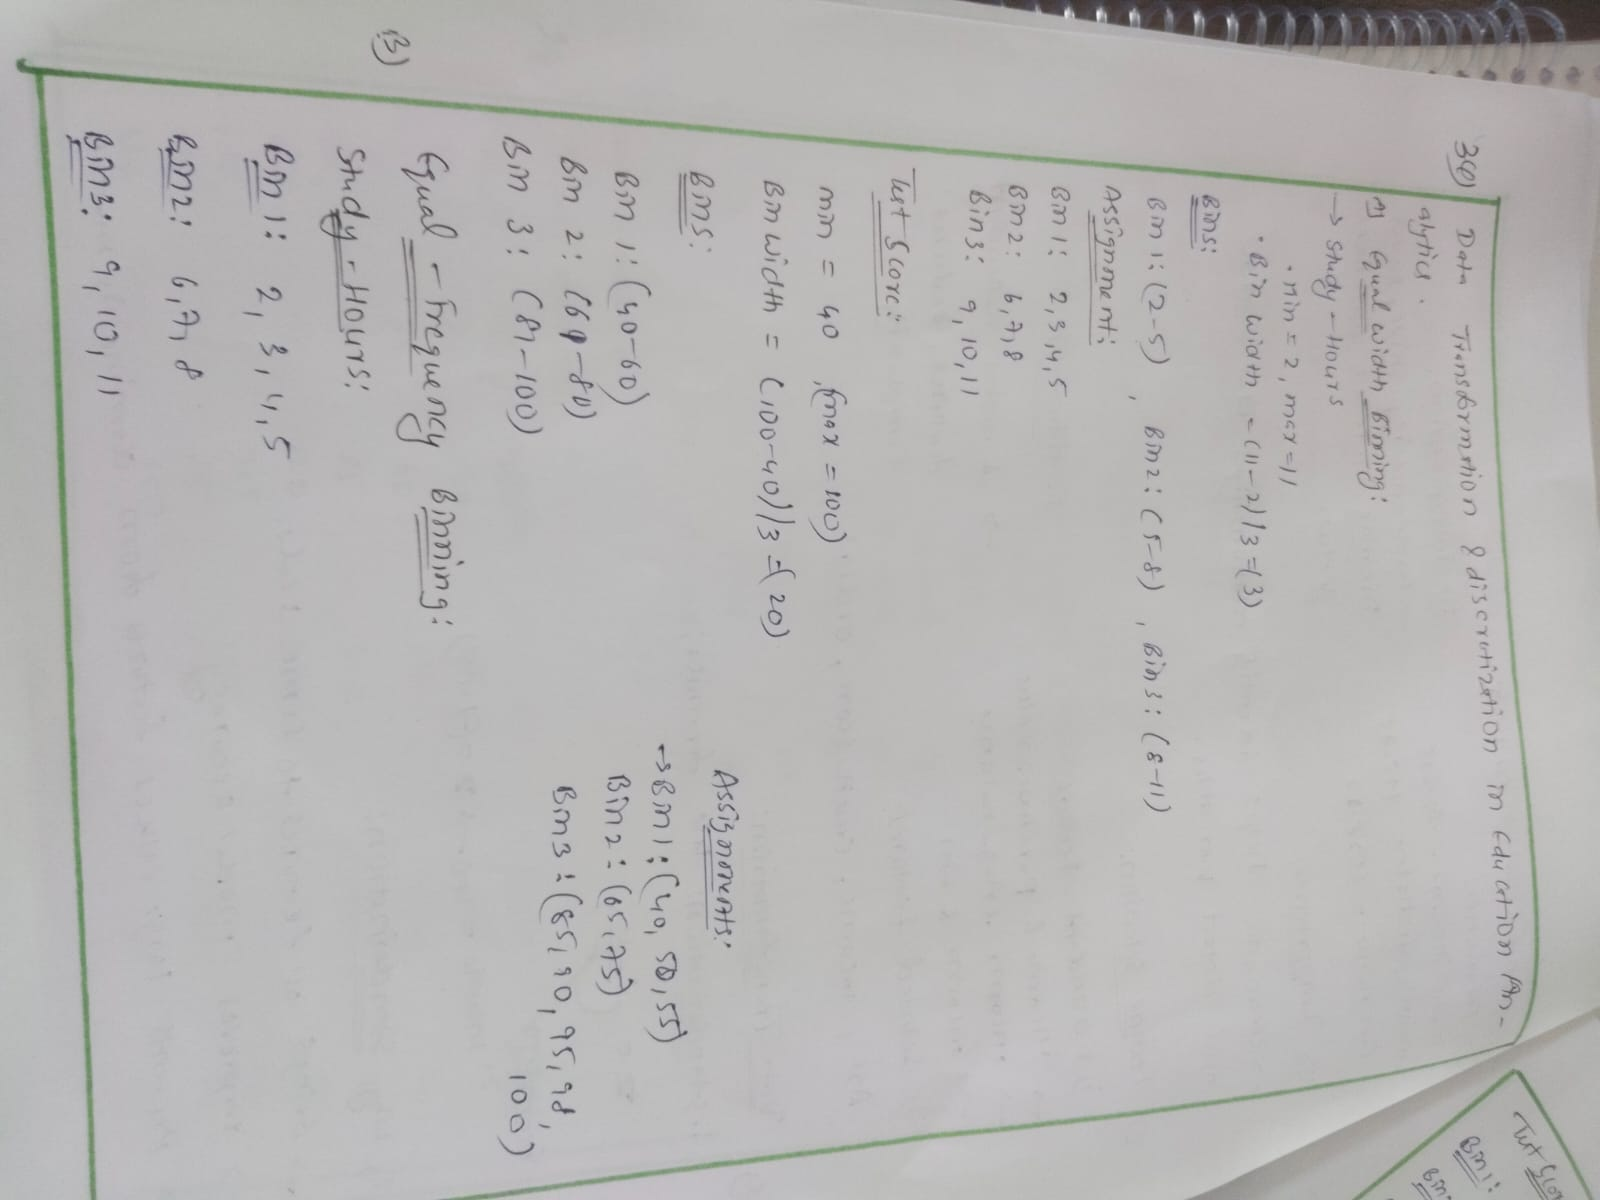 3(a) Data Transformation & discretization in Education An-
alytics.
1) Equal width Binning:
→ Study-Hours
• Min = 2, max = 11
• Bin width = (11-2)/3 = (3)
Bins:
Bin 1: (2-5), Bin 2: (5-8), Bin 3: (8-11)
Assignment:
Bin 1: 2, 3, 4, 5
Bin 2: 6, 7, 8
Bin 3: 9, 10, 11
Test Score:
min = 40, (max = 100)
Bin width = (100-40)/3 = (20)
Bins:
Bin 1: (40-60)
Bin 2: (61-80)
Bin 3: (81-100)
Assignments:
→ Bin 1: (40, 50, 55)
Bin 2: (65, 75)
Bin 3: (85, 90, 95, 98,
100)
B) Equal-Frequency Binning:
Study-Hours:
Bin 1: 2, 3, 4, 5
Bin 2: 6, 7, 8
Bin 3: 9, 10, 11
Bin 1: